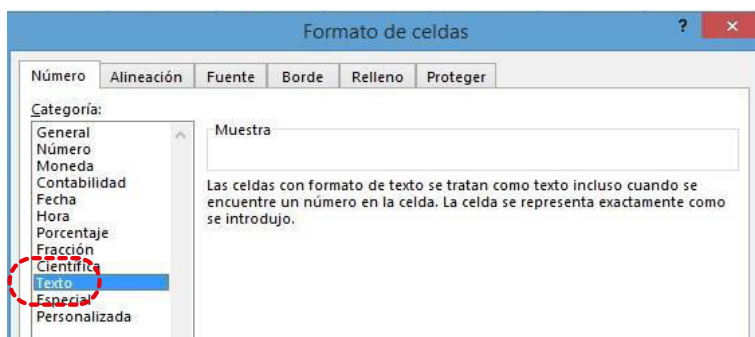 Formato de celdas
? ×
Número Alineación Fuente Borde Relleno Proteger
Categoría:
General
Número
Moneda
Contabilidad
Fecha
Hora
Porcentaje
Fracción
Científica
Texto
Especial
Personalizada
Muestra
Las celdas con formato de texto se tratan como texto incluso cuando se
encuentre un número en la celda. La celda se representa exactamente como
se introdujo.